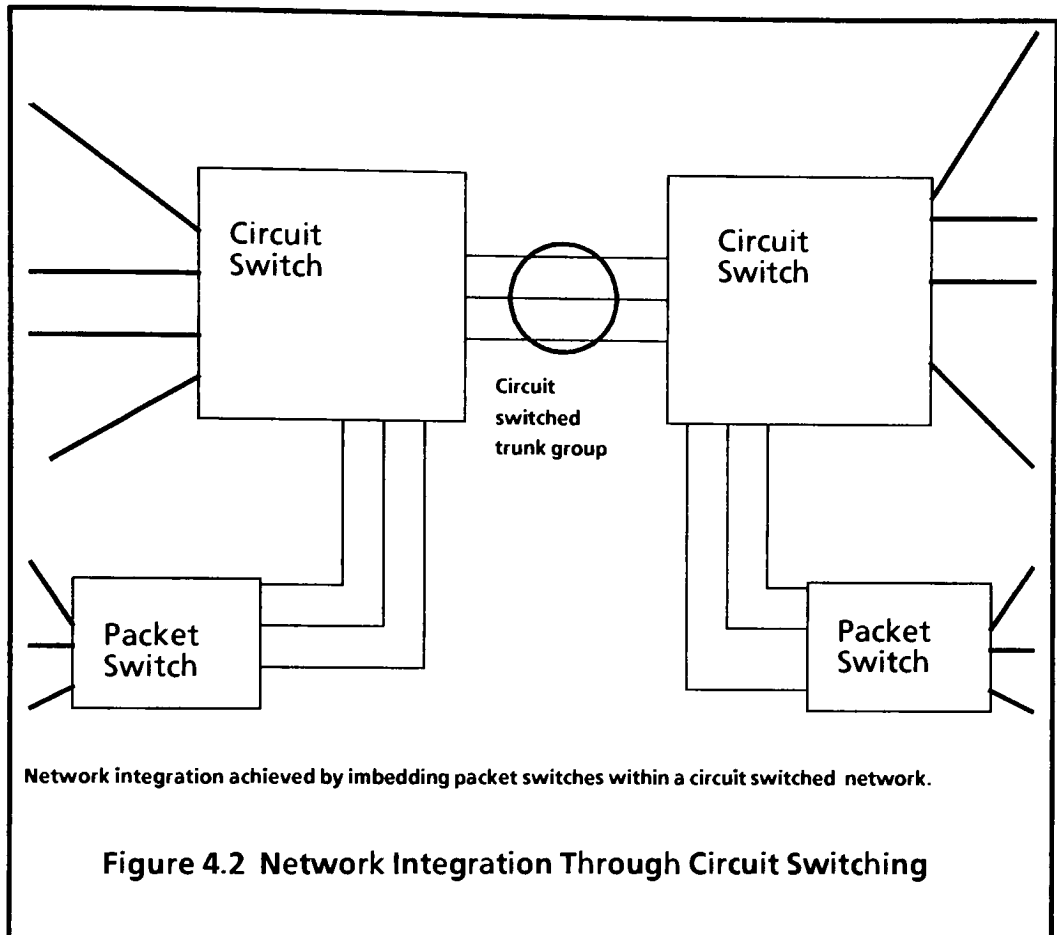 Circuit
Switch
Circuit
Switch
Circuit
switched
trunk group
Packet
Switch
Packet
Switch
Network integration achieved by imbedding packet switches within a circuit switched network.
Figure 4.2 Network Integration Through Circuit Switching